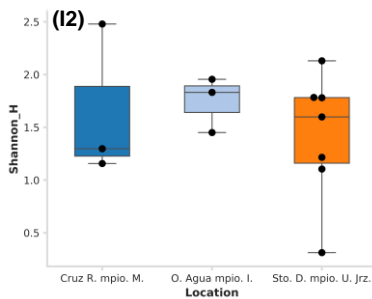 (I2)
2.5
2.0
1.5
1.0
0.5
Shannon_H
Cruz R. mpio. M. O. Agua mpio. I. Sto. D. mpio. U. Jrz.
Location